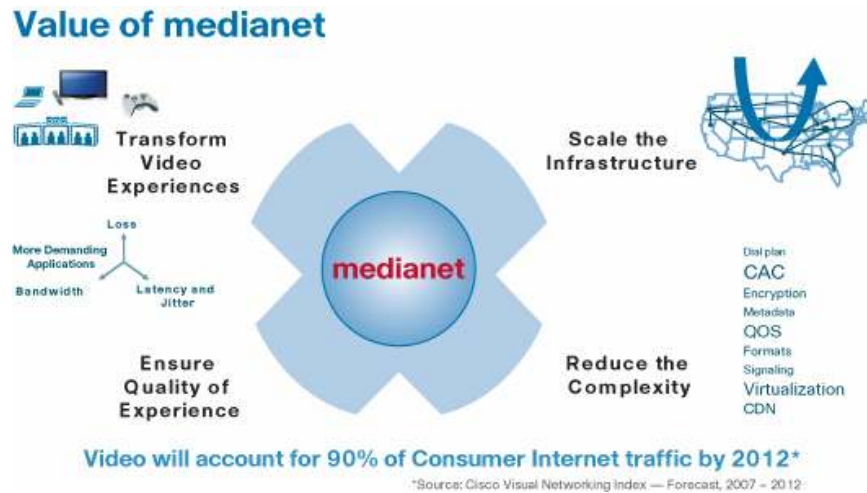 Value of medianet
Transform
Video
Experiences
Scale the
Infrastructure
Loss
More Demanding
Applications
Bandwidth
Latency and
Jitter
medianet
Dial plan
CAC
Encryption
Metadata
QOS
Formats
Signaling
Virtualization
CDN
Ensure
Quality of
Experience
Reduce the
Complexity
Video will account for 90% of Consumer Internet traffic by 2012*
*Source: Cisco Visual Networking Index — Forecast, 2007 – 2012